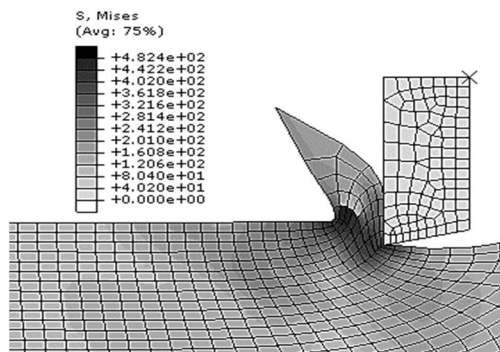 S, Mises
(Avg: 75%)
+4.824e+02
+4.422e+02
+4.020e+02
+3.618e+02
+3.216e+02
+2.814e+02
+2.412e+02
+2.010e+02
+1.608e+02
+1.206e+02
+8.040e+01
+4.020e+01
+0.000e+00